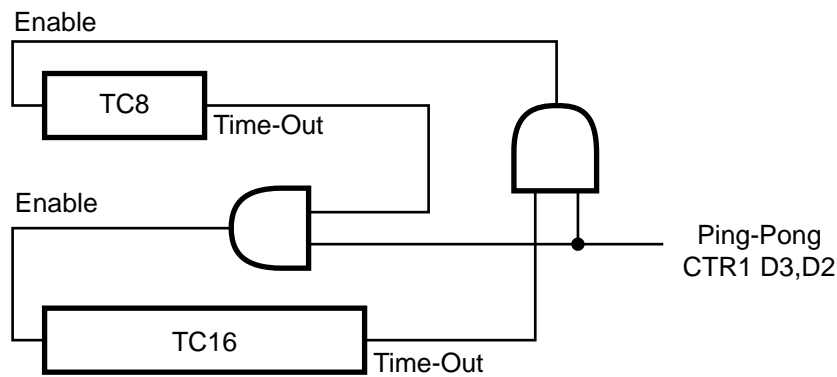 Enable
TC8
Time-Out
Enable
Ping-Pong
CTR1 D3,D2
TC16
Time-Out